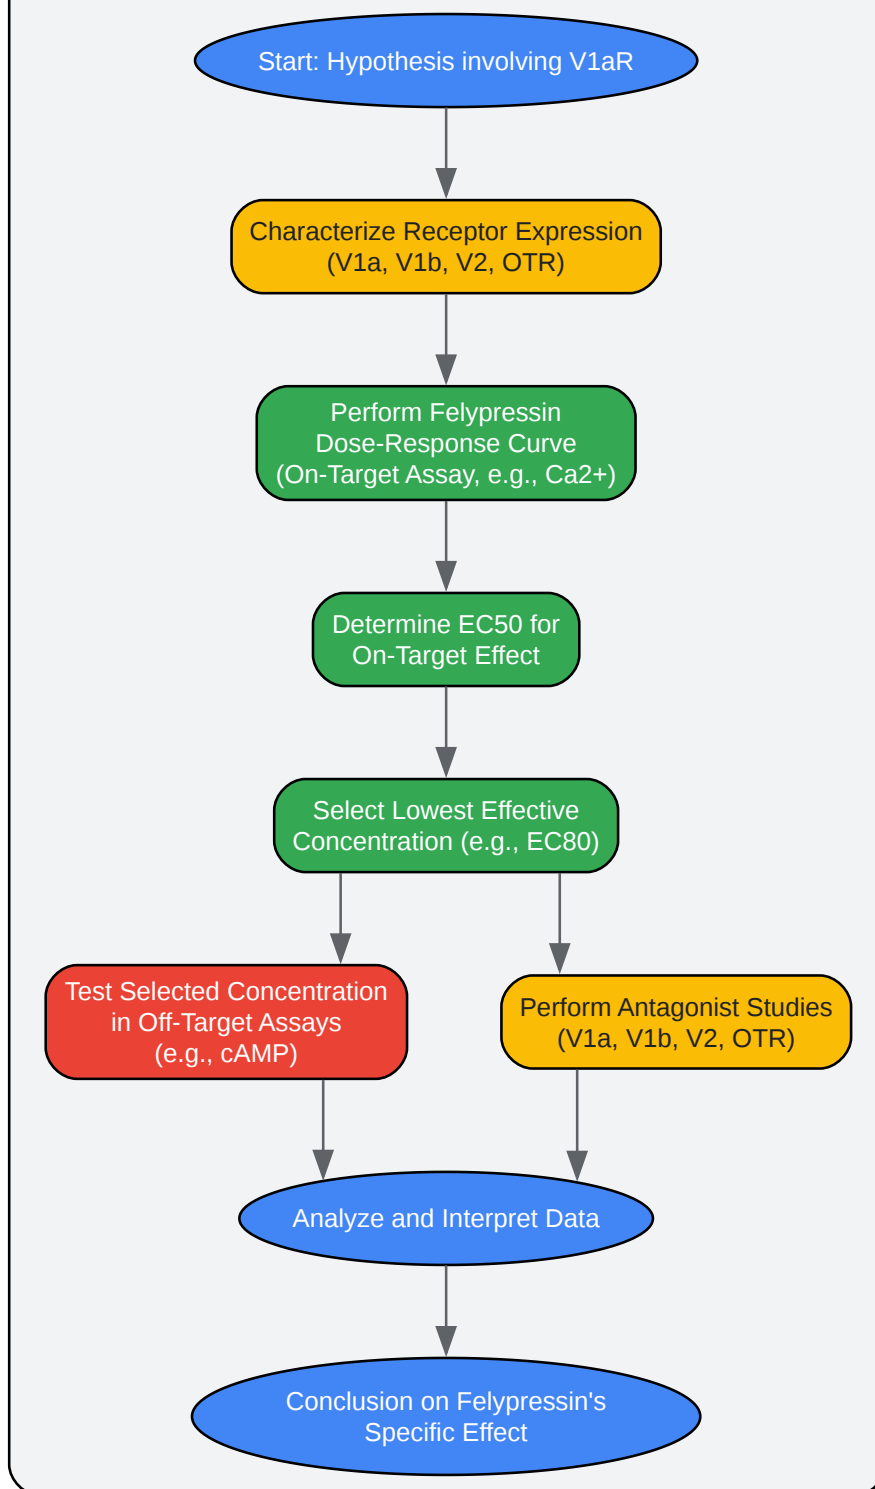 Start: Hypothesis involving V1aR
Characterize Receptor Expression
(V1a, V1b, V2, OTR)
Perform Felypressin
Dose-Response Curve
(On-Target Assay, e.g., Ca2+)
Determine EC50 for
On-Target Effect
Select Lowest Effective
Concentration (e.g., EC80)
Test Selected Concentration
in Off-Target Assays
(e.g., cAMP)
Perform Antagonist Studies
(V1a, V1b, V2, OTR)
Analyze and Interpret Data
Conclusion on Felypressin's
Specific Effect